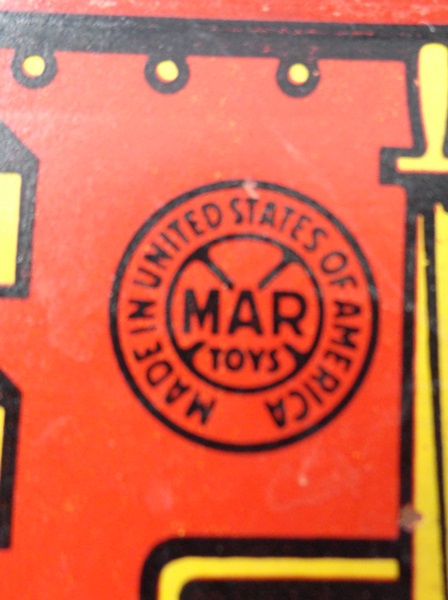 MADE IN UNITED STATES OF AMERICA
MAR
TOYS